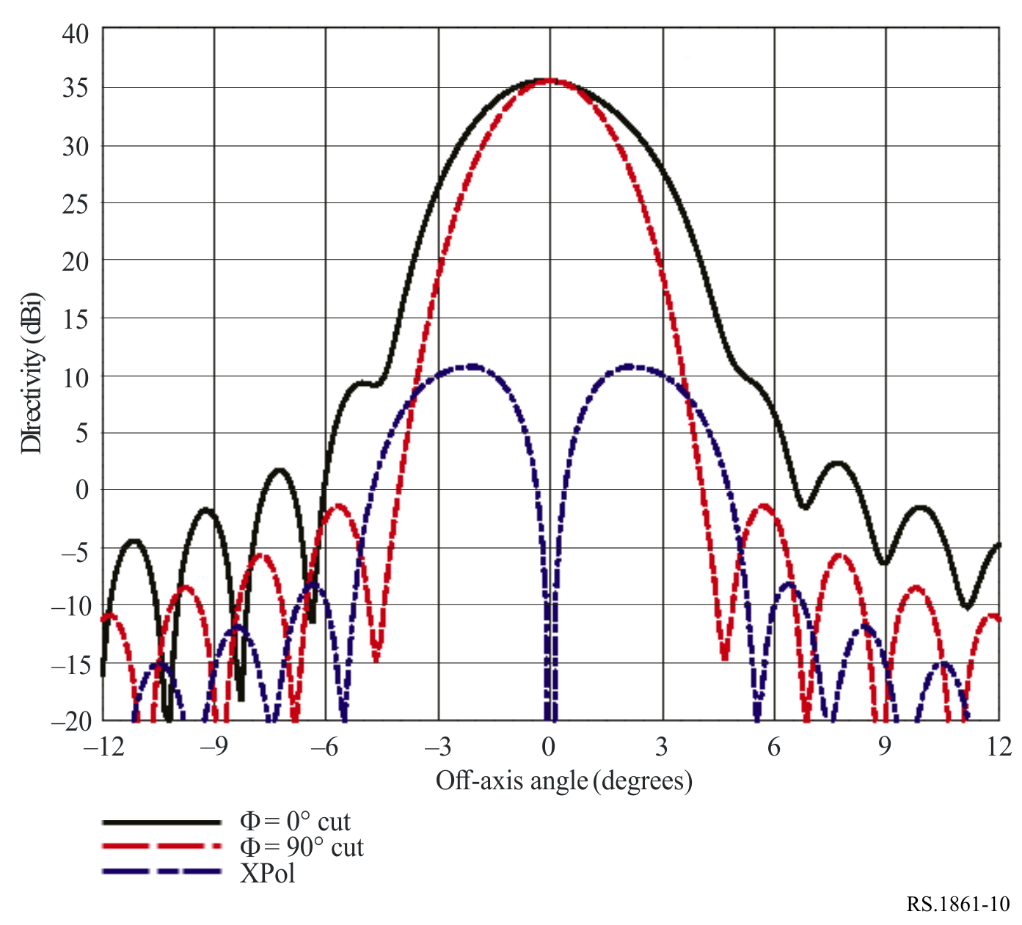 40
35
30
25
20
15
10
5
0
–5
–10
–15
–20
DIrectivity (dBi)
–12 –9 –6 –3 0 3 6 9 12
Off-axis angle (degrees)
Φ = 0° cut
Φ = 90° cut
XPol
RS.1861-10